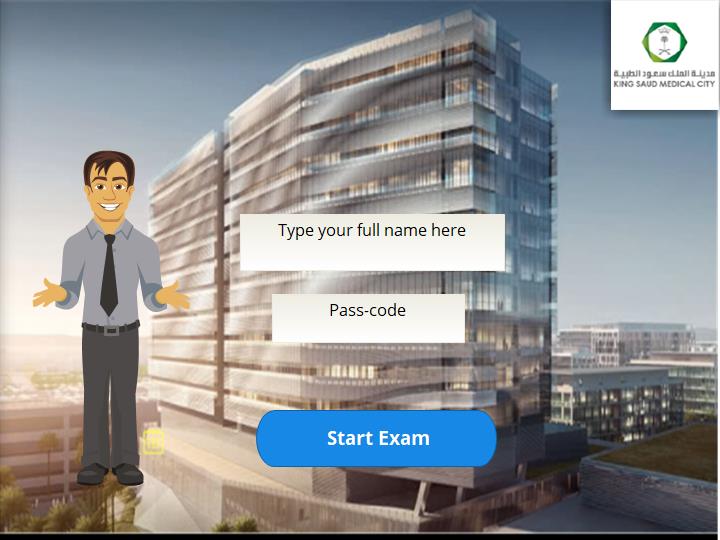 مدينة الملك سعود الطبية
KING SAUD MEDICAL CITY
Type your full name here
Pass-code
Start Exam